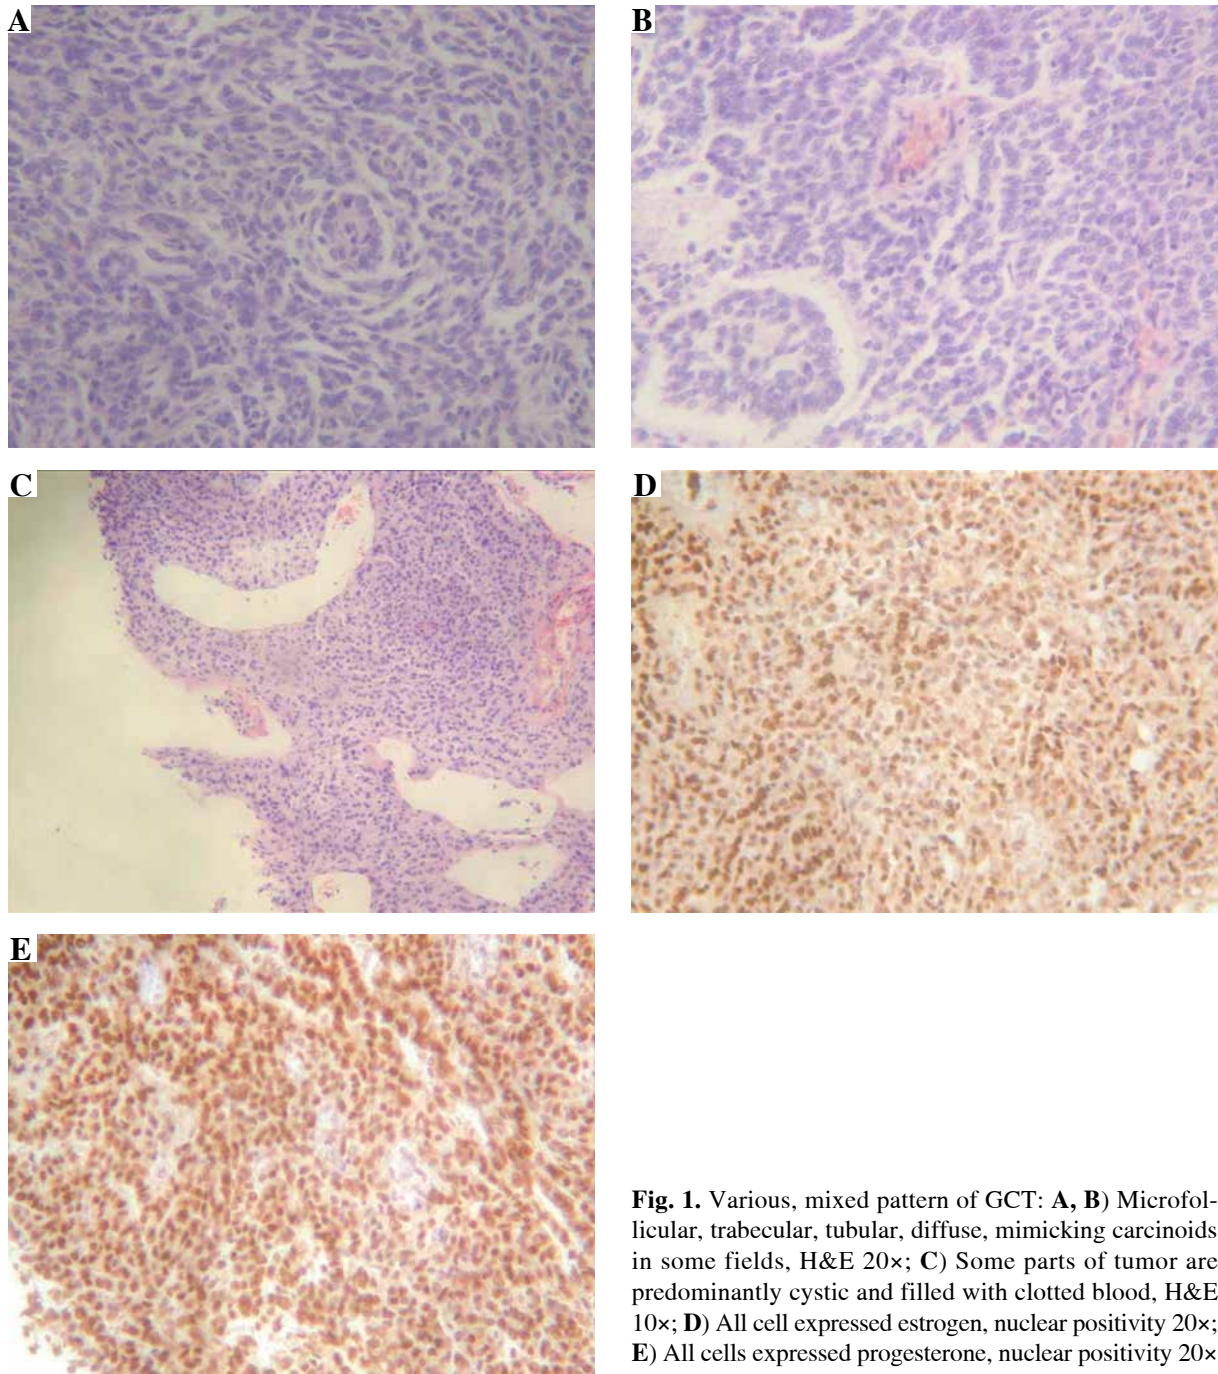 A
B
C
D
E
Fig. 1. Various, mixed pattern of GCT: A, B) Microfol-
licular, trabecular, tubular, diffuse, mimicking carcinoids
in some fields, H&E 20×; C) Some parts of tumor are
predominantly cystic and filled with clotted blood, H&E
10×; D) All cell expressed estrogen, nuclear positivity 20×;
E) All cells expressed progesterone, nuclear positivity 20×